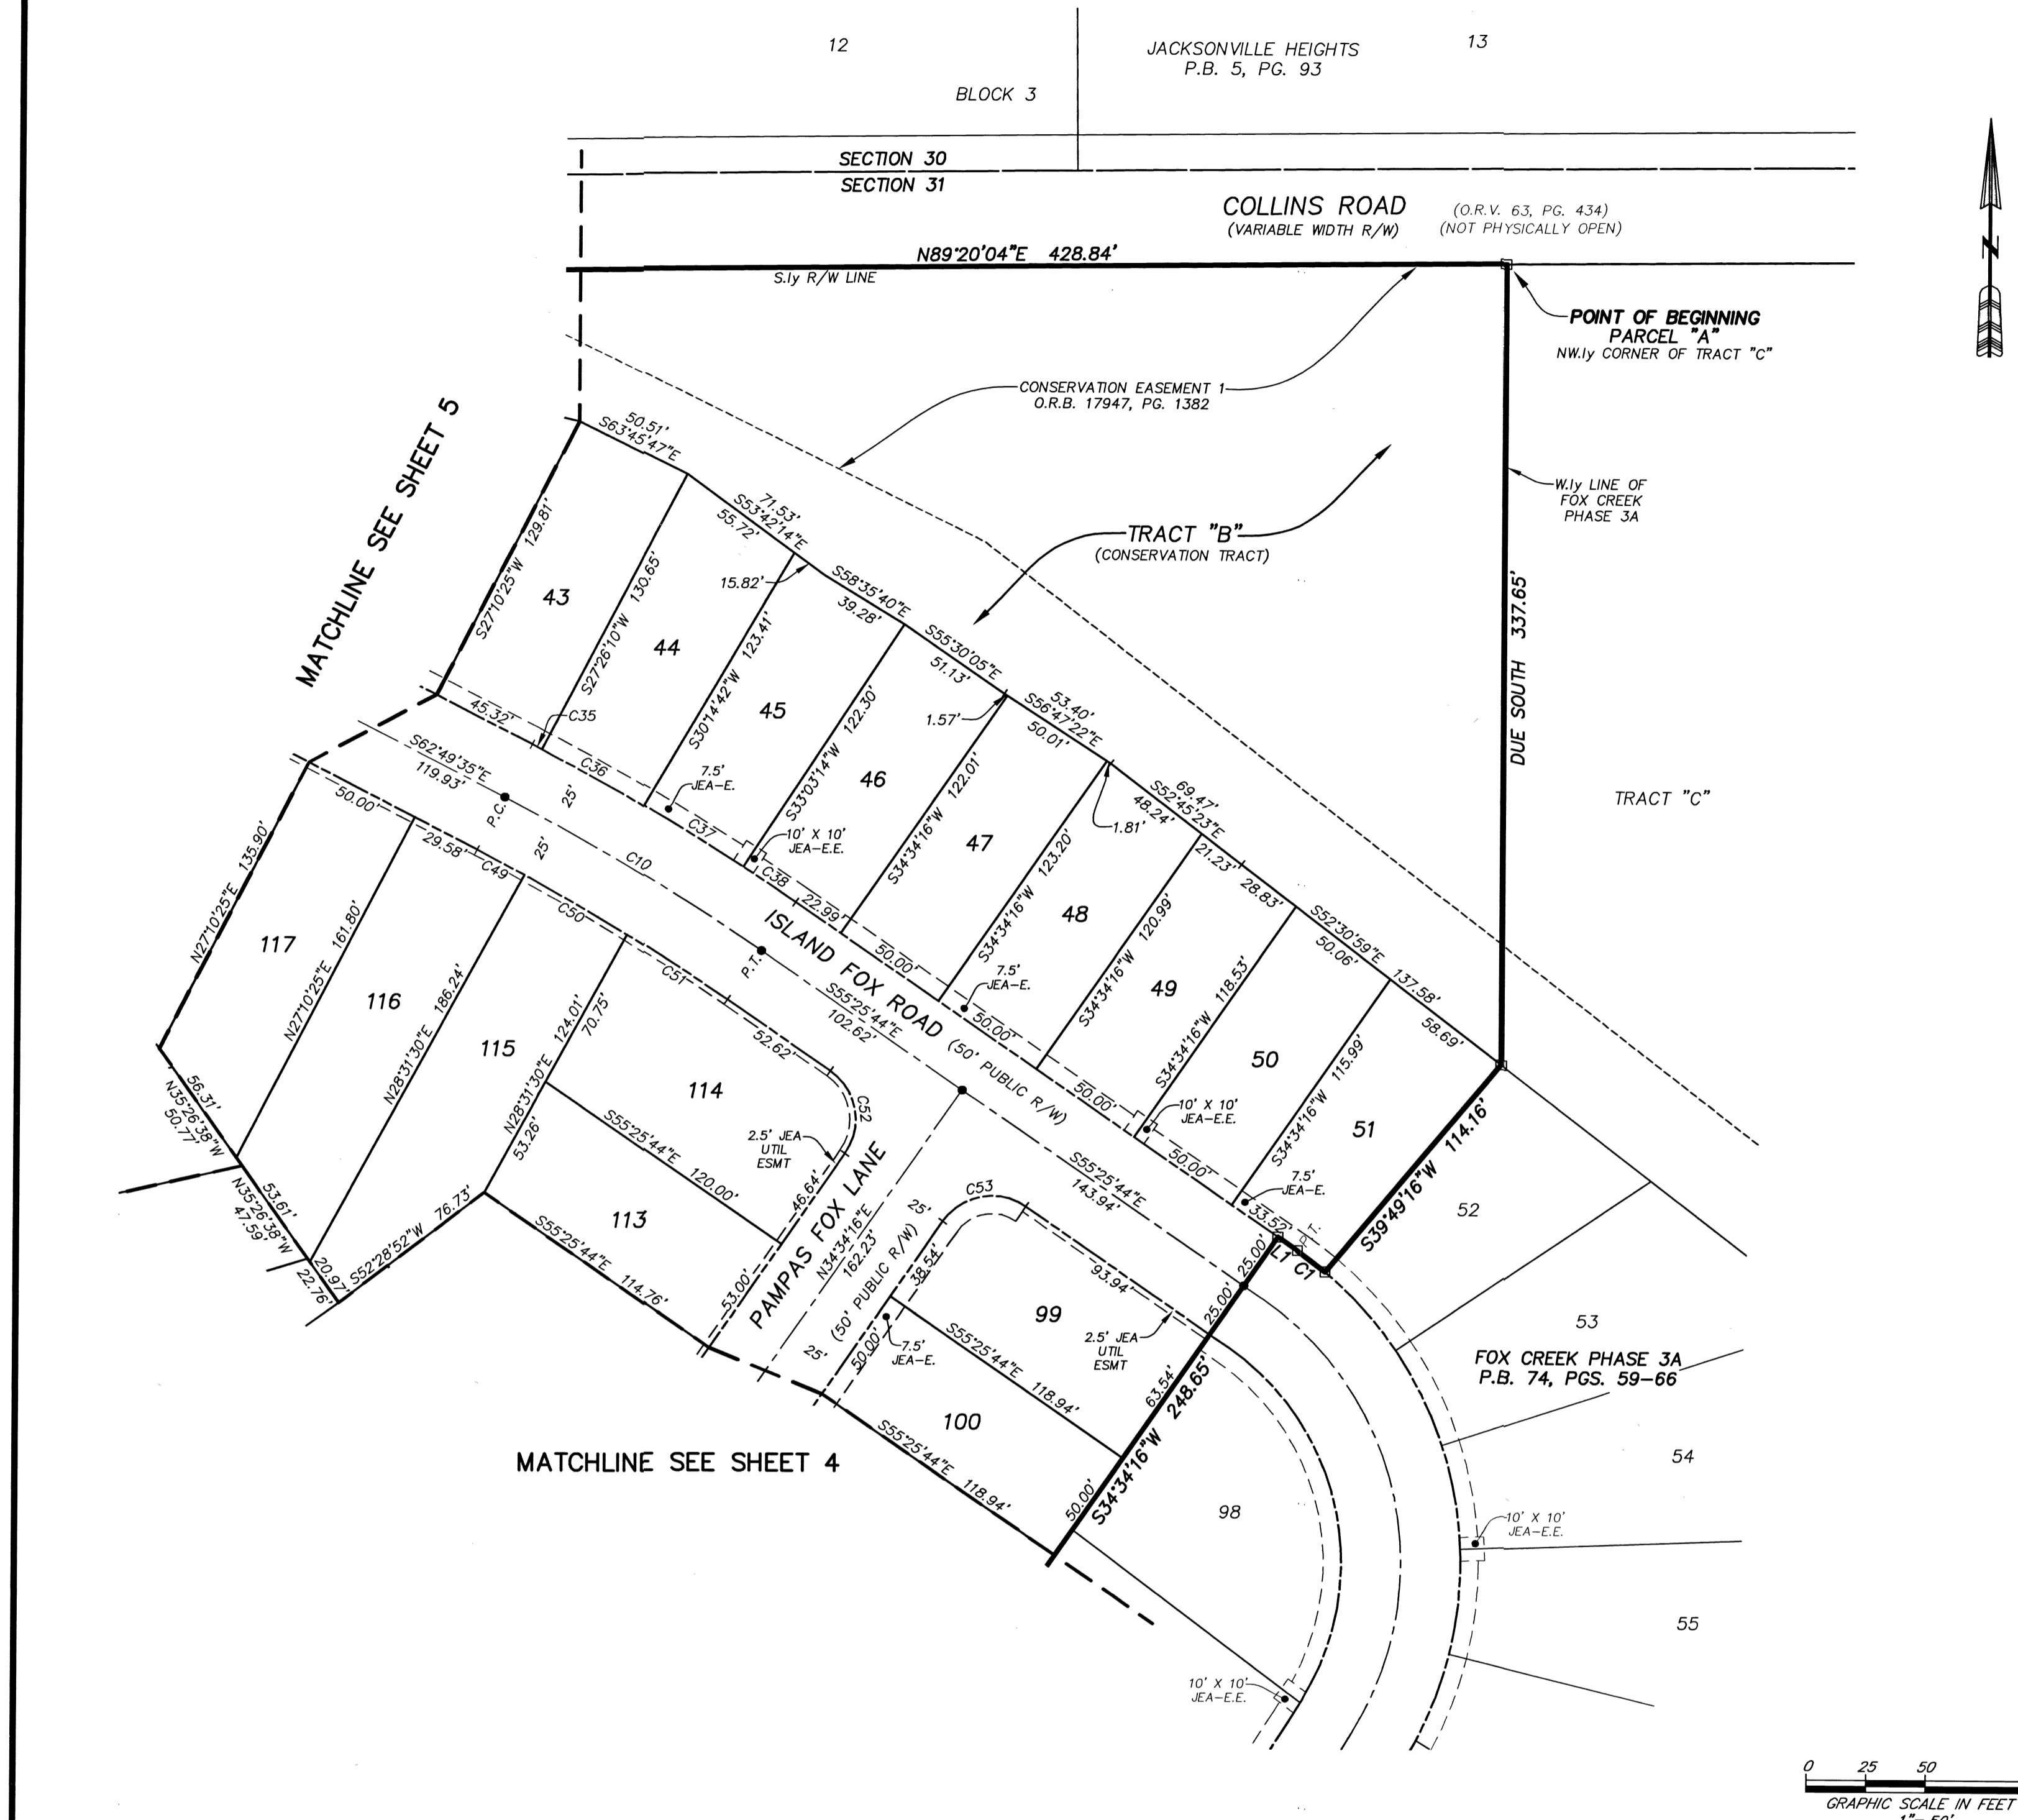 12
JACKSONVILLE HEIGHTS
P.B. 5, PG. 93
13
BLOCK 3
SECTION 30
SECTION 31
COLLINS ROAD
(VARIABLE WIDTH R/W)
(O.R.V. 63, PG. 434)
(NOT PHYSICALLY OPEN)
N89°20'04"E 428.84'
S.ly R/W LINE
N
POINT OF BEGINNING
PARCEL "A"
NW.ly CORNER OF TRACT "C"
CONSERVATION EASEMENT 1
O.R.B. 17947, PG. 1382
MATCHLINE SEE SHEET 5
W.ly LINE OF
FOX CREEK
PHASE 3A
TRACT "B"
(CONSERVATION TRACT)
DUE SOUTH 337.65'
TRACT "C"
50.51'
S63°45'47"E
71.53'
S53°42'14"E
55.72'
15.82'
S58°35'40"E
39.28'
S55°30'05"E
51.13'
1.57'
53.40'
S56°47'22"E
50.01'
1.81'
69.47'
S52°45'23"E
48.24'
21.23'
28.83'
S52°30'59"E 137.58'
50.06'
58.69'
S27°10'25"W 129.81'
43
S27°26'10"W 130.65'
44
S30°14'42"W 123.41'
45
S33°03'14"W 122.30'
46
S34°34'16"W 122.01'
47
S34°34'16"W 123.20'
48
S34°34'16"W 120.99'
49
S34°34'16"W 118.53'
50
S34°34'16"W 115.99'
51
S39°49'16"W 114.16'
45.32'
C35
C36
7.5'
JEA-E.
C37
10' X 10'
JEA-E.E.
C38
22.99'
50.00'
7.5'
JEA-E.
50.00'
50.00'
10' X 10'
JEA-E.E.
50.00'
7.5'
JEA-E.
33.52'
P.T.
L1
C1
S62°49'35"E
119.93'
P.C.
25'
25'
C10
P.T.
ISLAND FOX ROAD (50' PUBLIC R/W)
S55°25'44"E
102.62'
S55°25'44"E
143.94'
25.00'
25.00'
50.00'
29.58'
C49
C50
C51
52.62'
C52
N27°10'25"E 135.90'
117
N27°10'25"E 161.80'
116
N28°31'30"E 186.24'
115
N28°31'30"E 124.01'
70.75'
53.26'
114
2.5' JEA
UTIL
ESMT
S55°25'44"E 120.00'
46.64'
113
53.00'
S55°25'44"E 114.76'
56.31'
N35°26'38"W
50.77'
53.61'
N35°26'38"W
47.59'
20.97'
22.76'
S52°28'52"W 76.73'
PAMPAS FOX LANE
N34°34'16"E
162.23'
(50' PUBLIC R/W)
25'
25'
C53
38.54'
93.94'
99
2.5' JEA
UTIL
ESMT
50.00'
7.5'
JEA-E.
S55°25'44"E 118.94'
63.54'
S34°34'16"W 248.65'
100
50.00'
S55°25'44"E 118.94'
MATCHLINE SEE SHEET 4
98
52
53
FOX CREEK PHASE 3A
P.B. 74, PGS. 59-66
54
10' X 10'
JEA-E.E.
55
10' X 10'
JEA-E.E.
0 25 50
GRAPHIC SCALE IN FEET